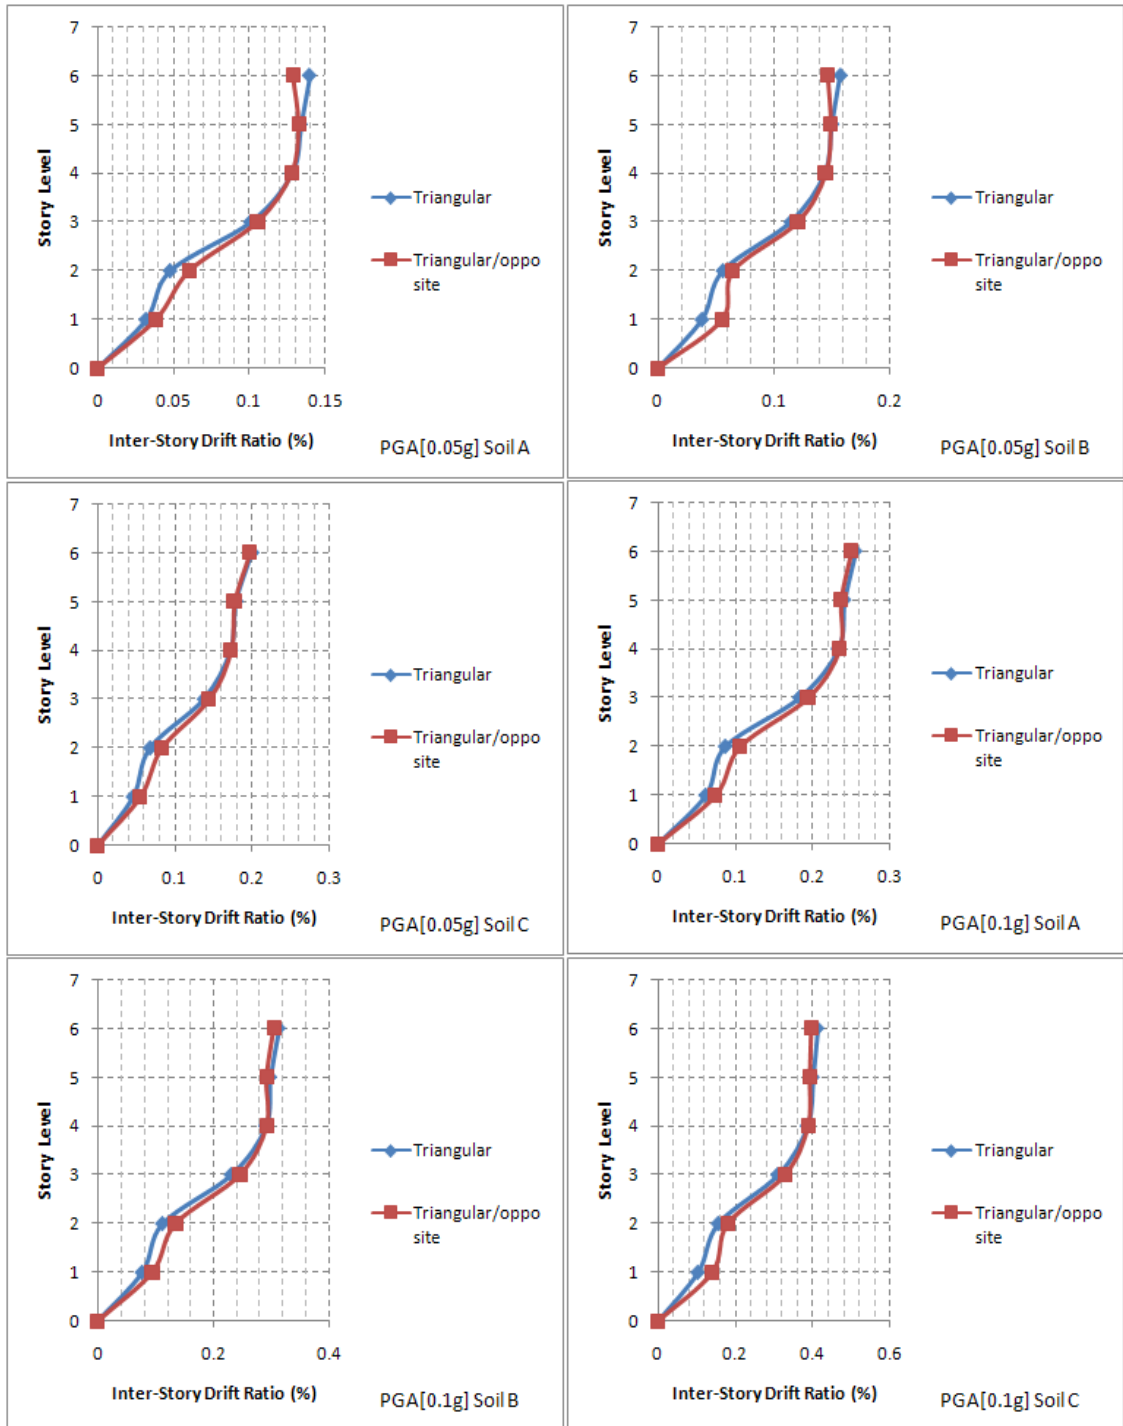 7
6
5
4
3
2
1
0
Story Level
0 0.05 0.1 0.15
Inter-Story Drift Ratio (%)
Triangular
Triangular/oppo
site
PGA[0.05g] Soil A
7
6
5
4
3
2
1
0
Story Level
0 0.1 0.2
Inter-Story Drift Ratio (%)
Triangular
Triangular/oppo
site
PGA[0.05g] Soil B
7
6
5
4
3
2
1
0
Story Level
0 0.1 0.2 0.3
Inter-Story Drift Ratio (%)
Triangular
Triangular/oppo
site
PGA[0.05g] Soil C
7
6
5
4
3
2
1
0
Story Level
0 0.1 0.2 0.3
Inter-Story Drift Ratio (%)
Triangular
Triangular/oppo
site
PGA[0.1g] Soil A
7
6
5
4
3
2
1
0
Story Level
0 0.2 0.4
Inter-Story Drift Ratio (%)
Triangular
Triangular/oppo
site
PGA[0.1g] Soil B
7
6
5
4
3
2
1
0
Story Level
0 0.2 0.4 0.6
Inter-Story Drift Ratio (%)
Triangular
Triangular/oppo
site
PGA[0.1g] Soil C